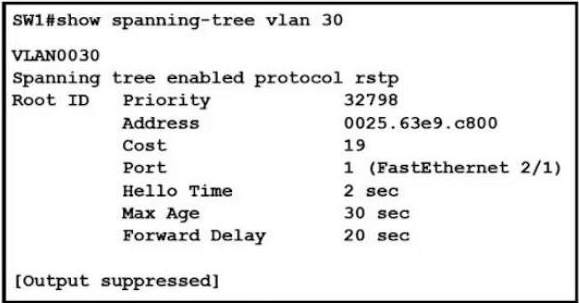 SW1#show spanning-tree vlan 30
VLAN0030
Spanning tree enabled protocol rstp
Root ID Priority 32798
Address 0025.63e9.c800
Cost 19
Port 1 (FastEthernet 2/1)
Hello Time 2 sec
Max Age 30 sec
Forward Delay 20 sec
[Output suppressed]